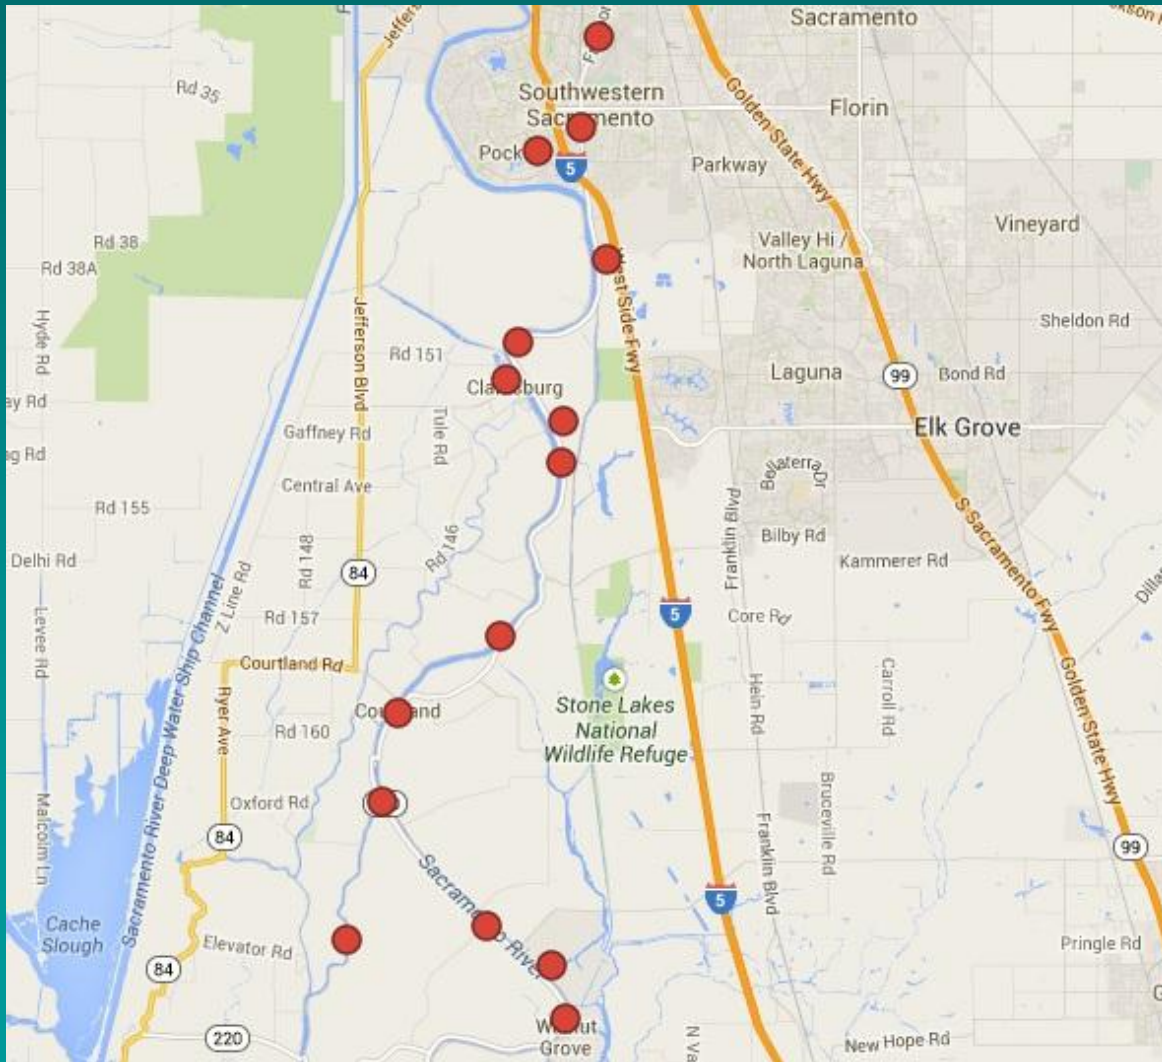 Sacramento
Rd 35
Southwestern
Sacramento
Florin
Golden State Hwy
Parkway
5
Vineyard
Rd 38
Valley Hi /
North Laguna
Rd 38A
West Side Fwy
Jefferson Blvd
Hyde Rd
Sheldon Rd
Rd 151
Laguna
99
Bond Rd
Tule Rd
Gaffney Rd
Elk Grove
Central Ave
Bellaterra Dr
Rd 155
S Sacramento Fwy
Franklin Blvd
Bilby Rd
Rd 148
Rd 146
Delhi Rd
84
Kammerer Rd
Z Line Rd
Levee Rd
Rd 157
5
Core Rd
Courtland Rd
Golden State Hwy
Carroll Rd
Hein Rd
Stone Lakes
National
Wildlife Refuge
Ryer Ave
Rd 160
Sacramento River Deep Water Ship Channel
Bruceville Rd
Malcolm Ln
Oxford Rd
84
Franklin Blvd
99
Sacramento River
5
Cache
Slough
Elevator Rd
84
Pringle Rd
220
Grove
New Hope Rd